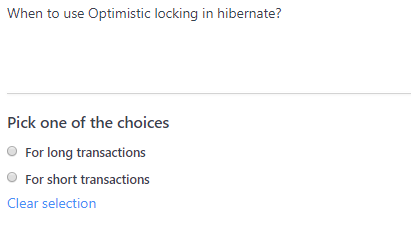 When to use Optimistic locking in hibernate?
Pick one of the choices
For long transactions
For short transactions
Clear selection